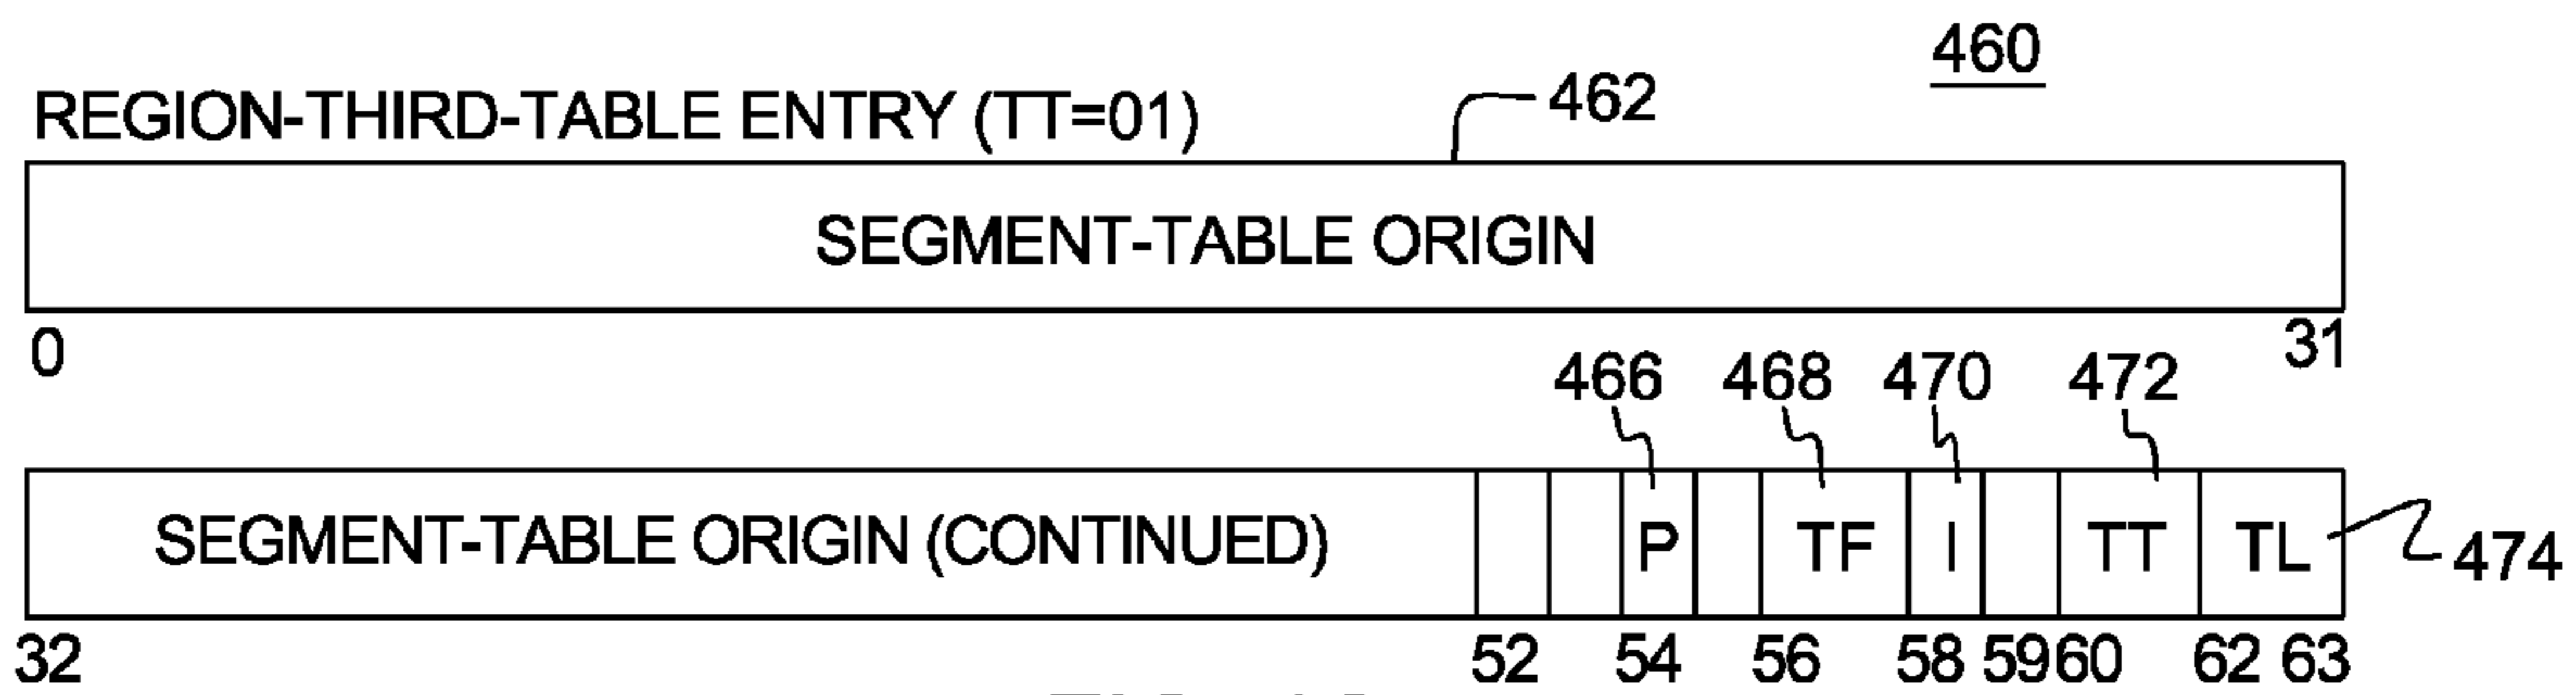 460
REGION-THIRD-TABLE ENTRY (TT=01)
462
SEGMENT-TABLE ORIGIN
0 31
466 468 470 472
SEGMENT-TABLE ORIGIN (CONTINUED) P TF I TT TL
474
32 52 54 56 58 59 60 62 63